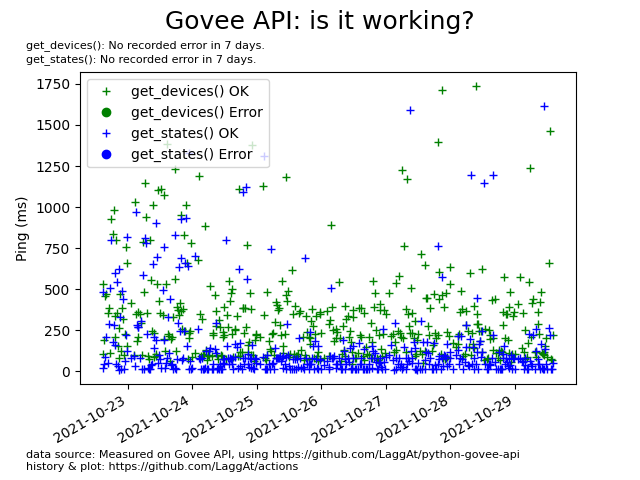 Govee API: is it working?
get_devices(): No recorded error in 7 days.
get_states(): No recorded error in 7 days.
get_devices() OK
get_devices() Error
get_states() OK
get_states() Error
Ping (ms)
1750
1500
1250
1000
750
500
250
0
2021-10-23
2021-10-24
2021-10-25
2021-10-26
2021-10-27
2021-10-28
2021-10-29
data source: Measured on Govee API, using https://github.com/LaggAt/python-govee-api
history & plot: https://github.com/LaggAt/actions